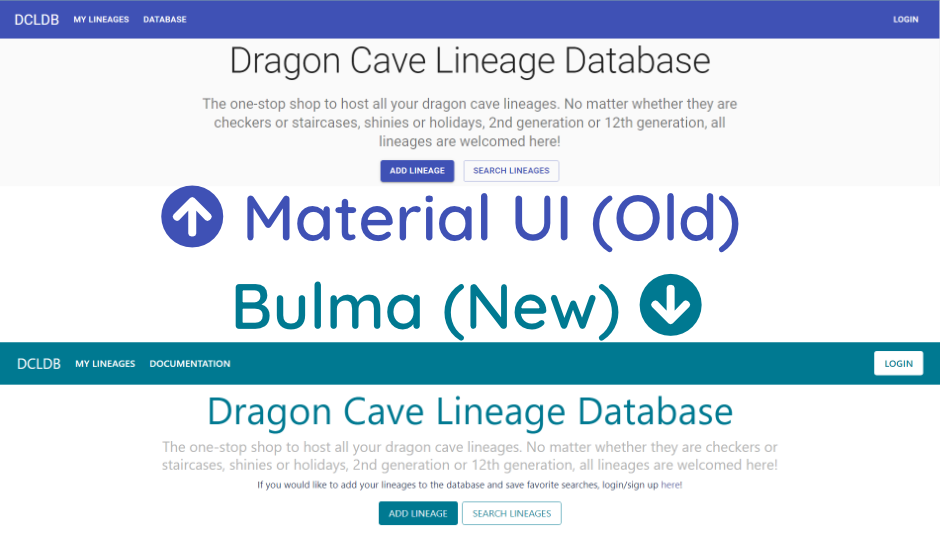 DCLDB MY LINEAGES DATABASE LOGIN
Dragon Cave Lineage Database
The one-stop shop to host all your dragon cave lineages. No matter whether they are
checkers or staircases, shinies or holidays, 2nd generation or 12th generation, all
lineages are welcomed here!
ADD LINEAGE SEARCH LINEAGES
Material UI (Old)
Bulma (New)
DCLDB MY LINEAGES DOCUMENTATION LOGIN
Dragon Cave Lineage Database
The one-stop shop to host all your dragon cave lineages. No matter whether they are checkers or
staircases, shinies or holidays, 2nd generation or 12th generation, all lineages are welcomed here!
If you would like to add your lineages to the database and save favorite searches, login/sign up here!
ADD LINEAGE SEARCH LINEAGES